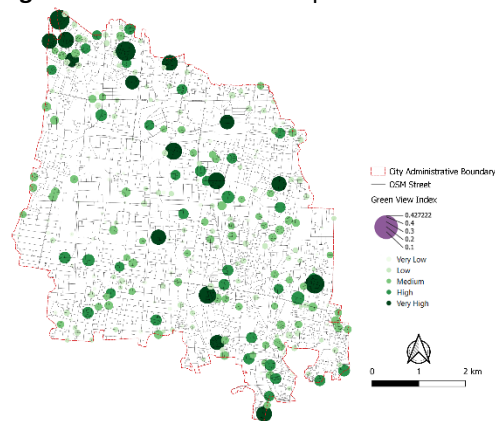 City Administrative Boundary
OSM Street
Green View Index
0.427222
0.4
0.3
0.2
0.1
Very Low
Low
Medium
High
Very High
0 1 2 km